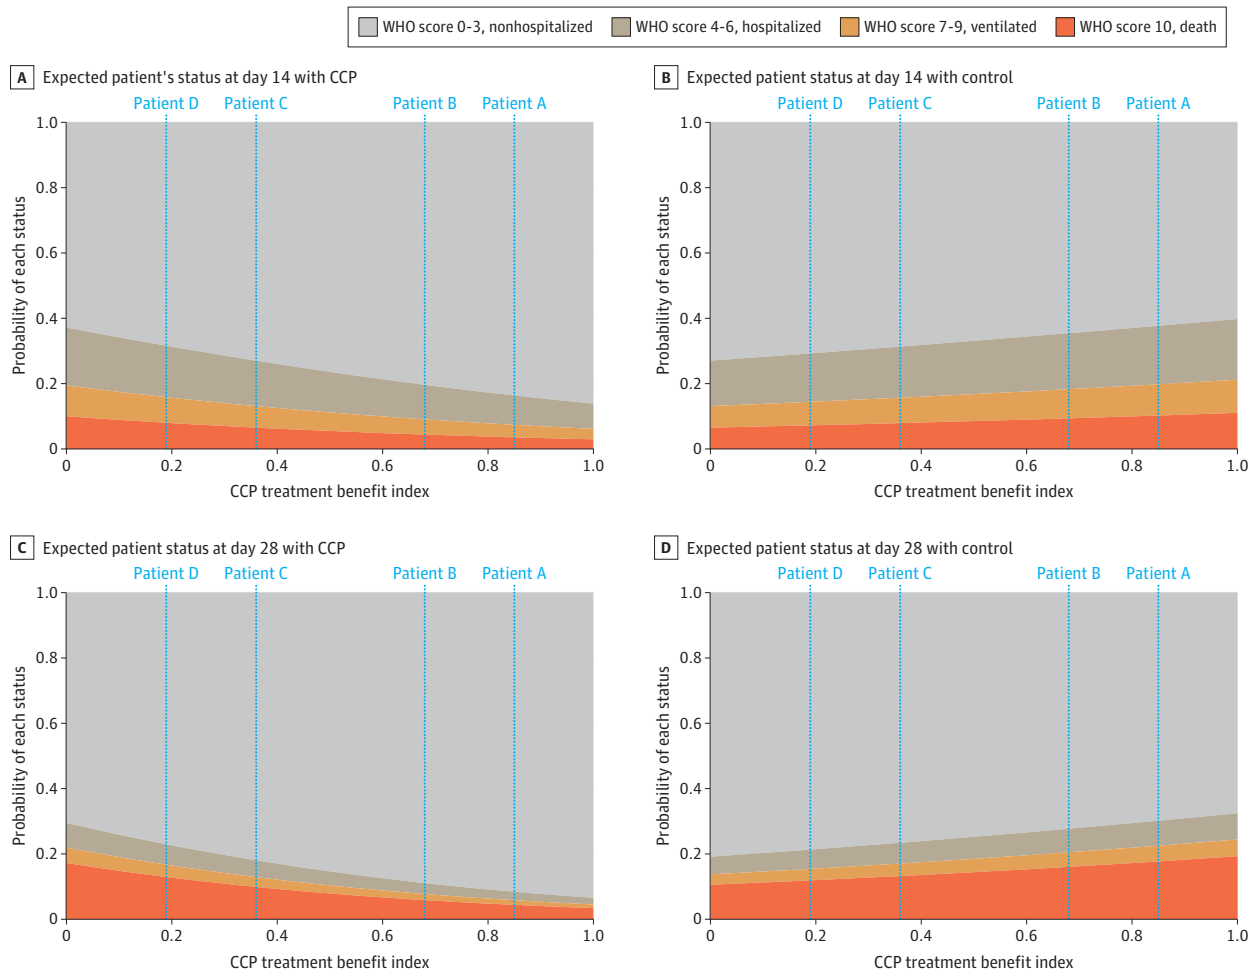 WHO score 0-3, nonhospitalized WHO score 4-6, hospitalized WHO score 7-9, ventilated WHO score 10, death
A Expected patient's status at day 14 with CCP
Patient D Patient C Patient B Patient A
1.0
0.8
0.6
0.4
0.2
0
Probability of each status
0 0.2 0.4 0.6 0.8 1.0
CCP treatment benefit index
B Expected patient status at day 14 with control
Patient D Patient C Patient B Patient A
1.0
0.8
0.6
0.4
0.2
0
Probability of each status
0 0.2 0.4 0.6 0.8 1.0
CCP treatment benefit index
C Expected patient status at day 28 with CCP
Patient D Patient C Patient B Patient A
1.0
0.8
0.6
0.4
0.2
0
Probability of each status
0 0.2 0.4 0.6 0.8 1.0
CCP treatment benefit index
D Expected patient status at day 28 with control
Patient D Patient C Patient B Patient A
1.0
0.8
0.6
0.4
0.2
0
Probability of each status
0 0.2 0.4 0.6 0.8 1.0
CCP treatment benefit index